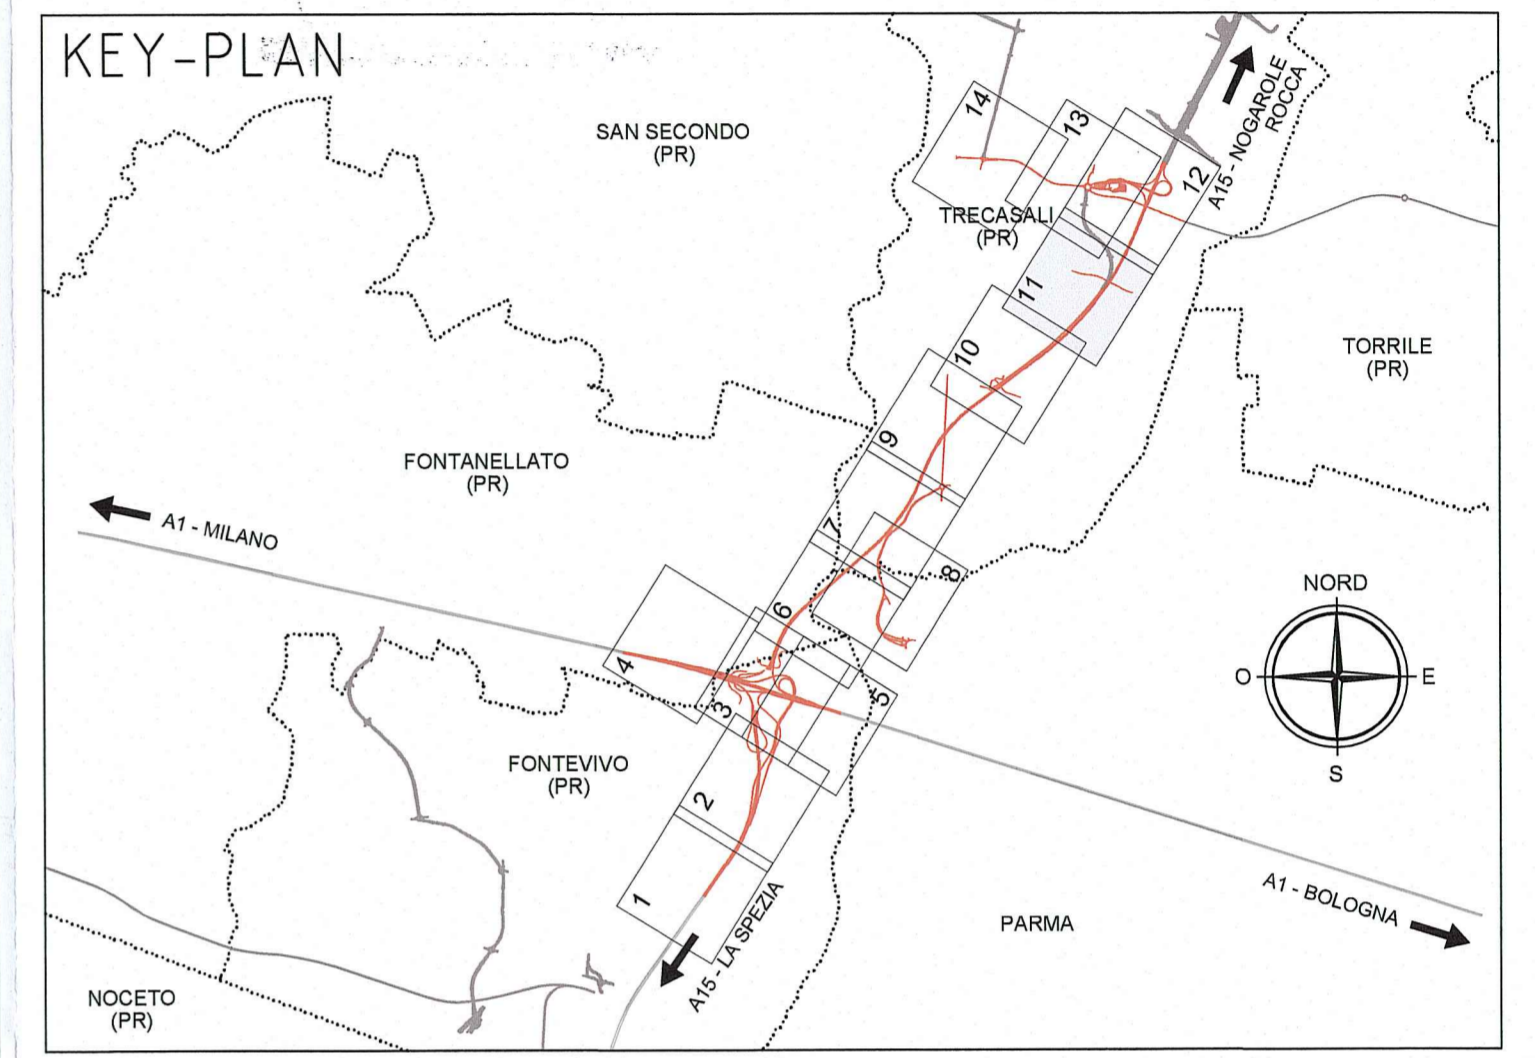 KEY-PLAN
SAN SECONDO
(PR)
14
13
12
A15 - NOGAROLE
ROCCA
TRECASALI
(PR)
11
10
TORRILE
(PR)
9
FONTANELLATO
(PR)
A1 - MILANO
7
8
6
NORD
O
E
S
4
3
5
FONTEVIVO
(PR)
2
1
A15 - LA SPEZIA
A1 - BOLOGNA
PARMA
NOCETO
(PR)